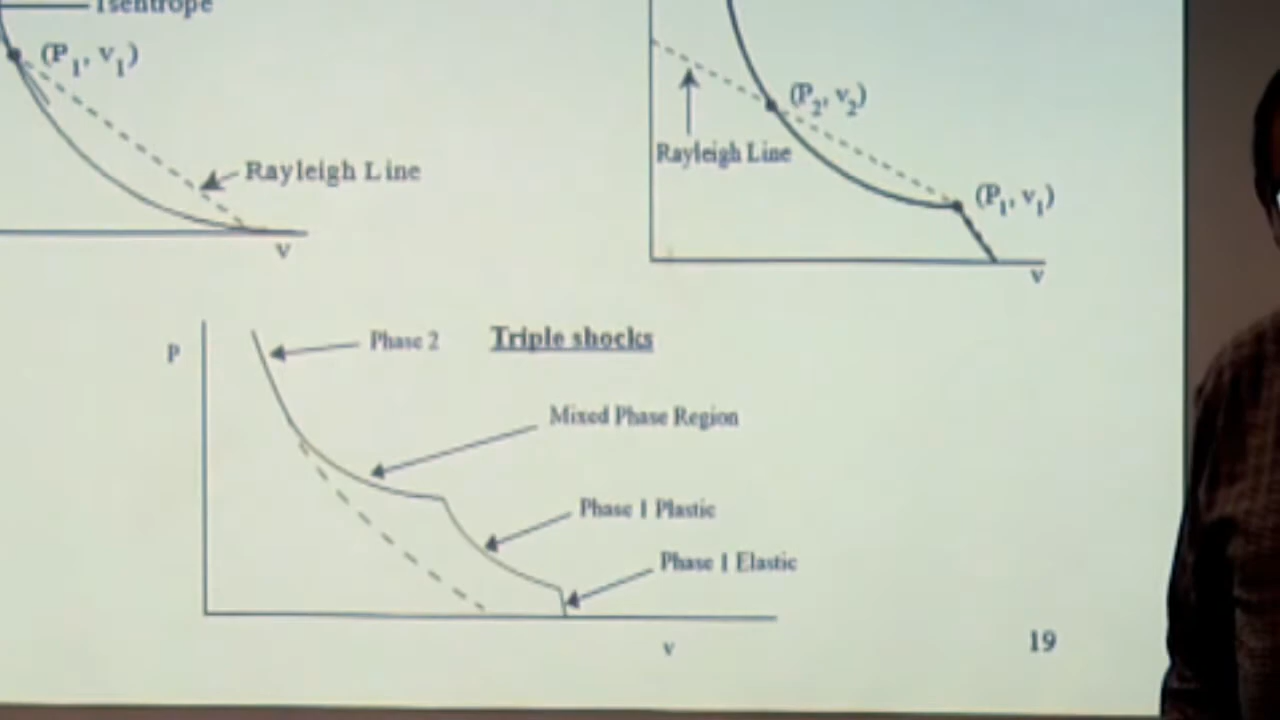 Isentrope
(P1, v1)
Rayleigh Line
v
(P2, v2)
Rayleigh Line
(P1, v1)
v
P
Phase 2
Triple shocks
Mixed Phase Region
Phase 1 Plastic
Phase 1 Elastic
v
19